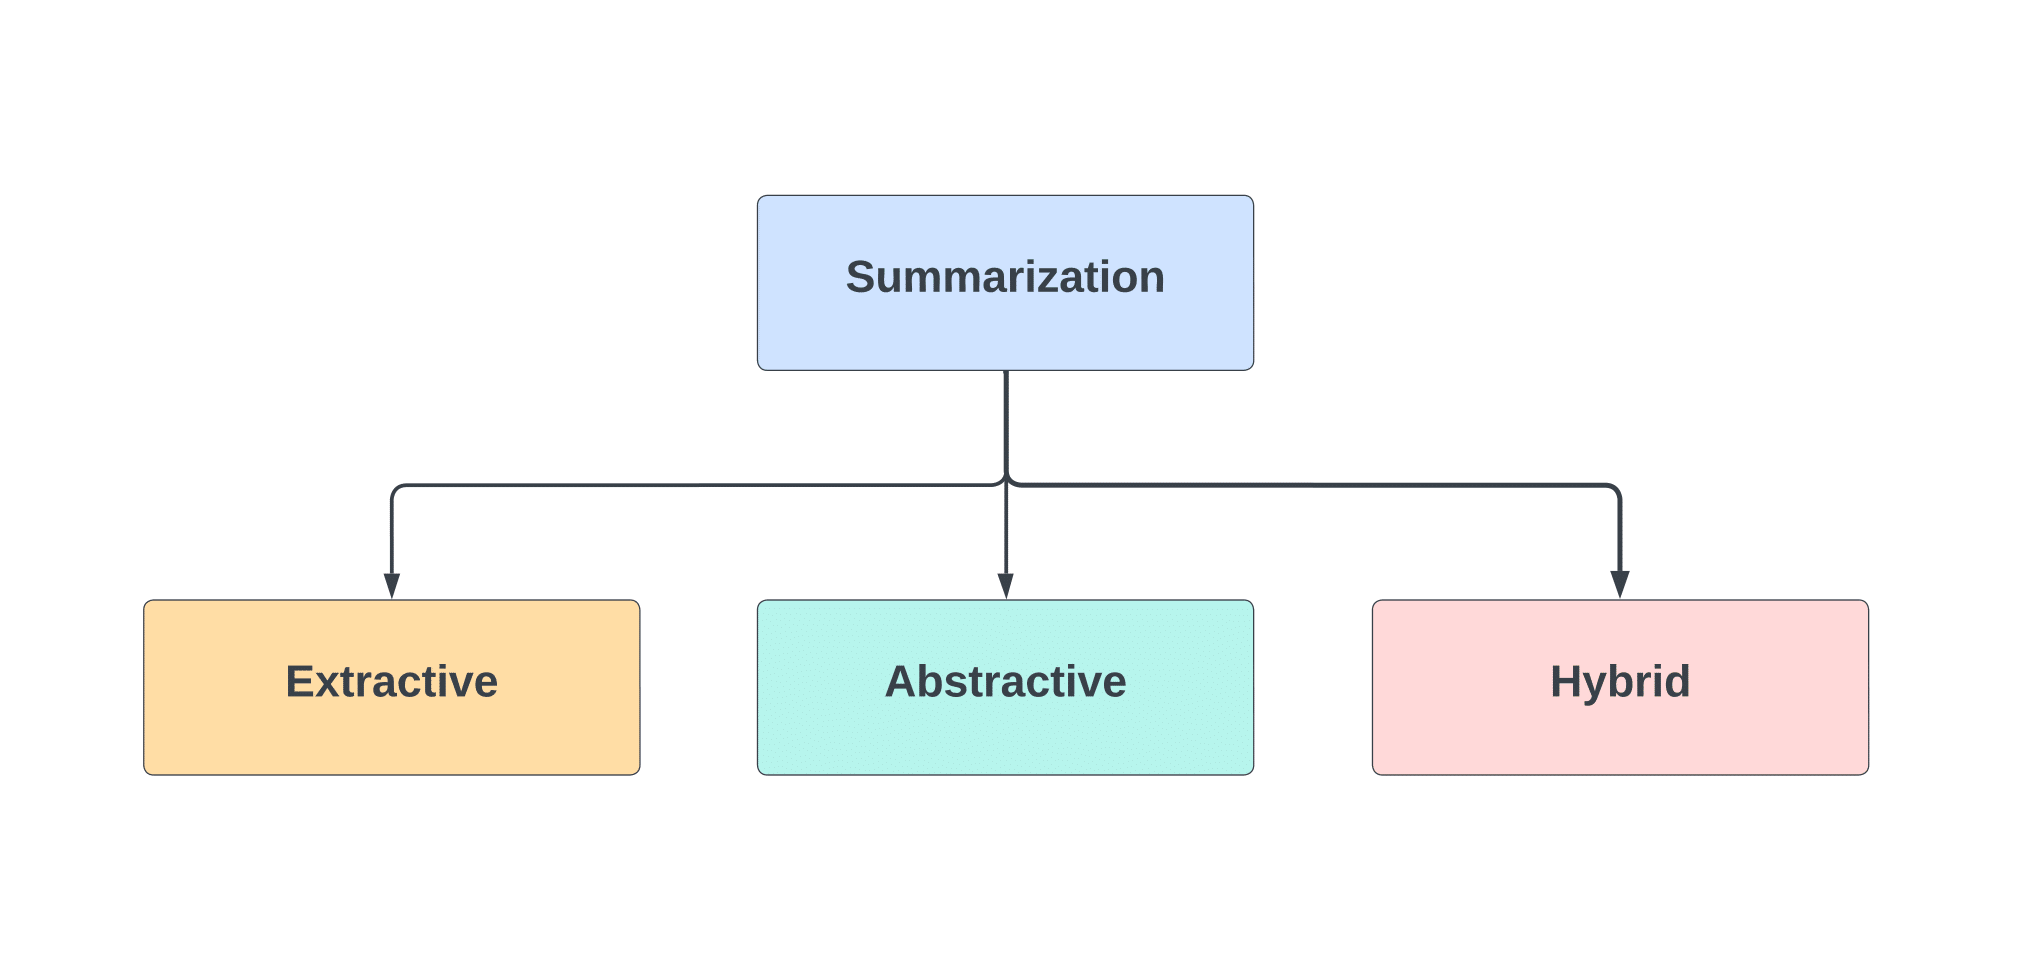 Summarization
Extractive
Abstractive
Hybrid